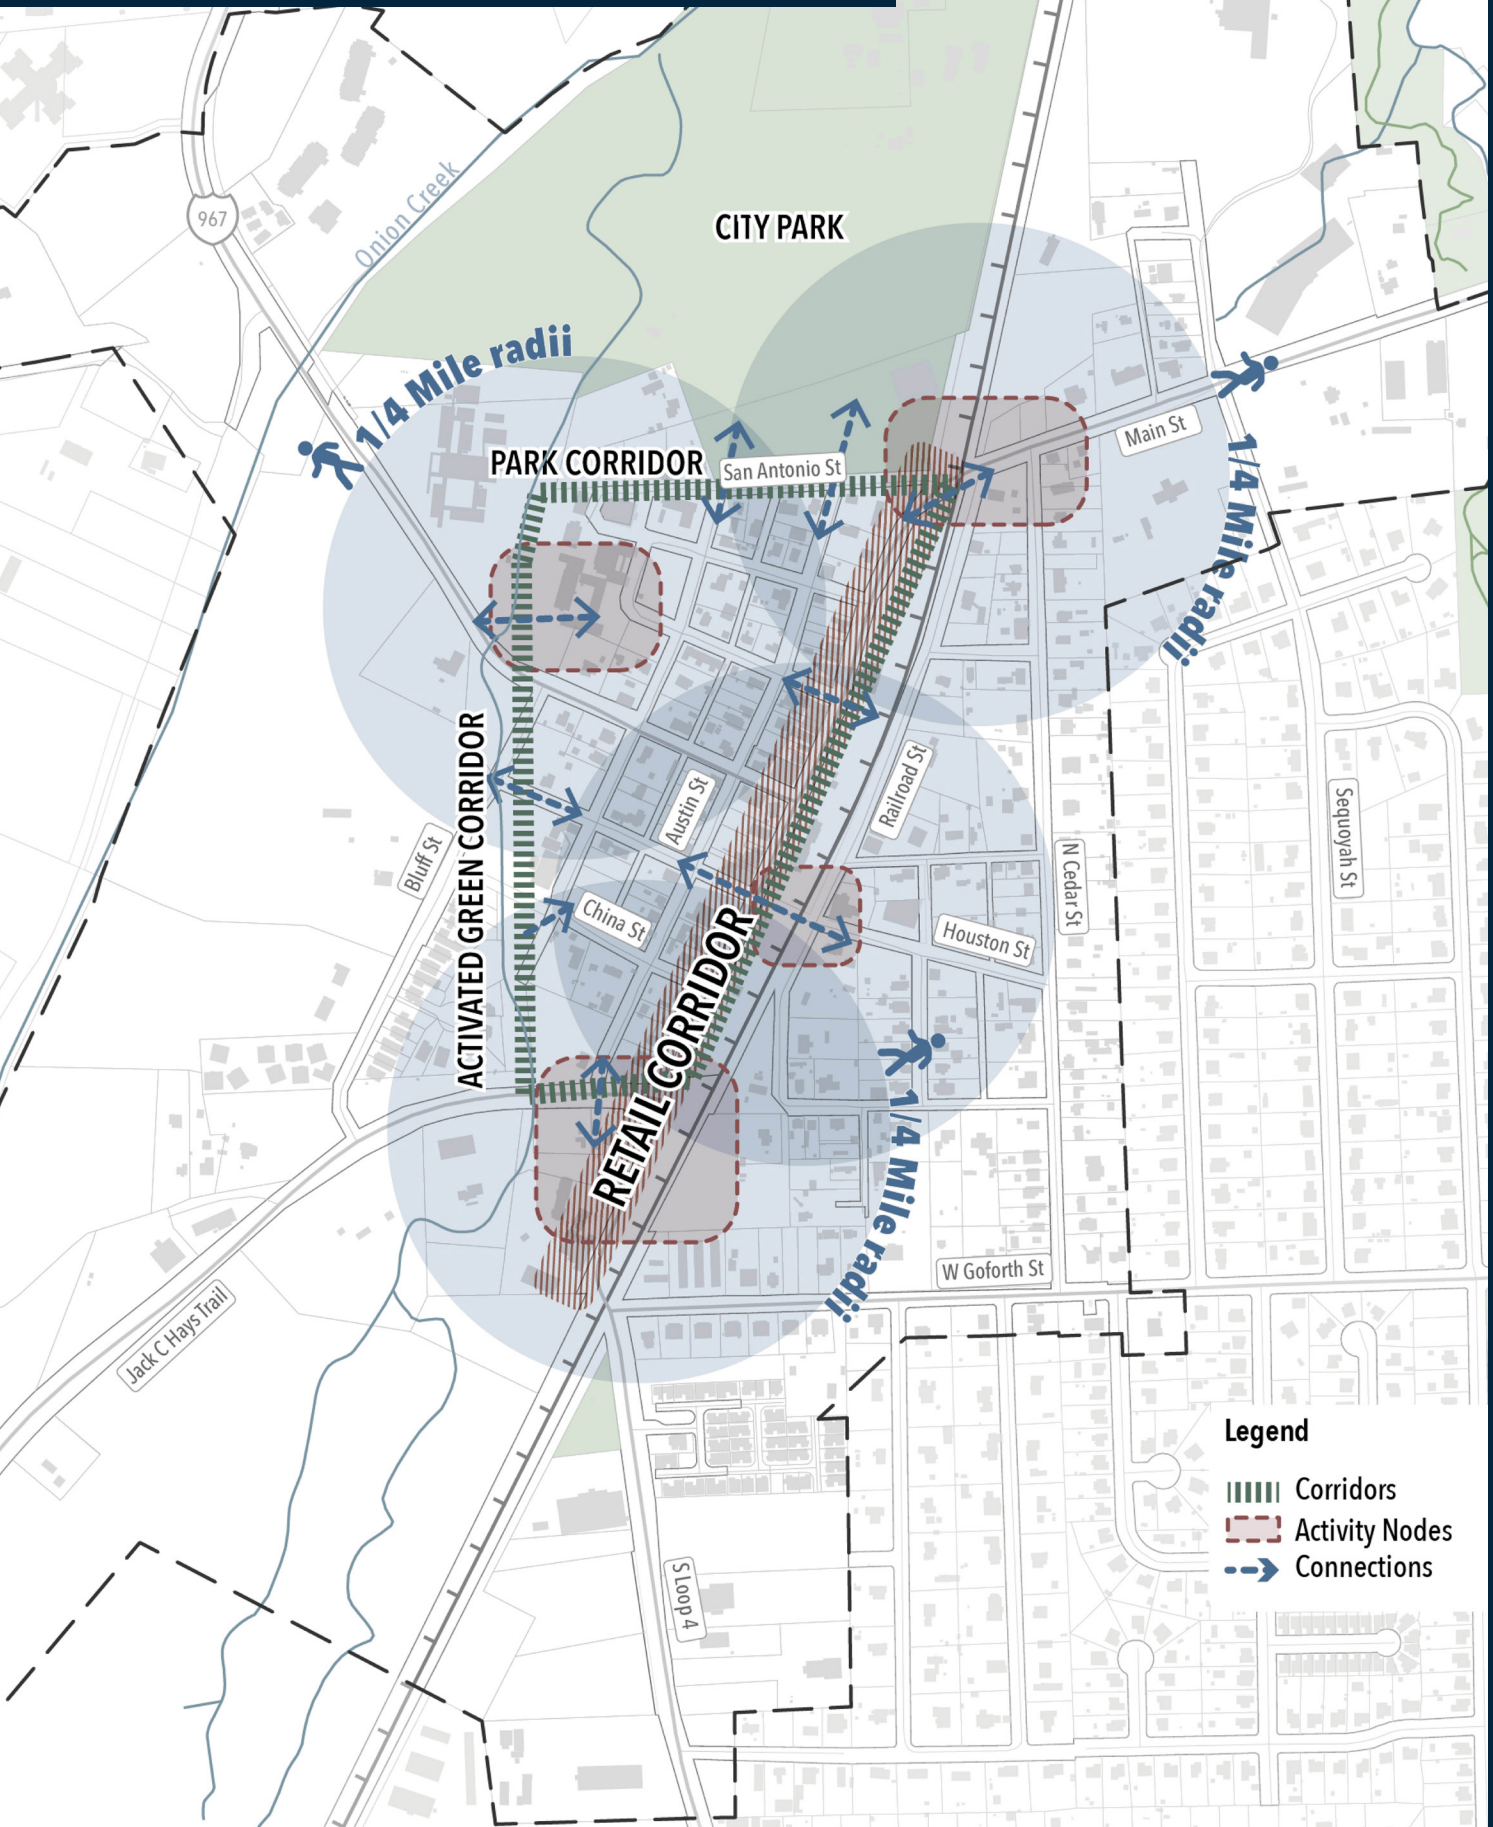 967
Onion Creek
CITY PARK
1/4 Mile radii
PARK CORRIDOR
San Antonio St
Main St
1/4 Mile radii
ACTIVATED GREEN CORRIDOR
Bluff St
Austin St
Railroad St
China St
N Cedar St
Sequoyah St
Houston St
RETAIL CORRIDOR
1/4 Mile radii
W Goforth St
Jack C Hays Trail
S Loop 4
Legend
Corridors
Activity Nodes
Connections